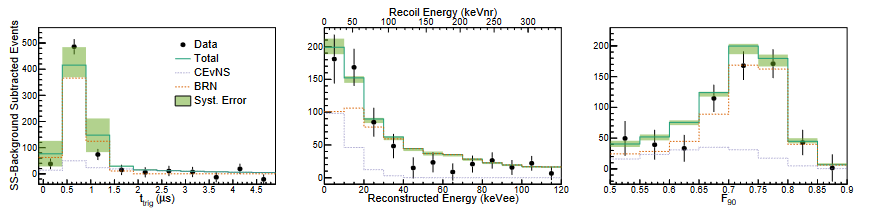 Recoil Energy (keVnr)
0 50 100 150 200 250 300
SS-Background Subtracted Events
500
400
300
200
100
0
Data
Total
CEvNS
BRN
Syst. Error
0.5 1 1.5 2 2.5 3 3.5 4 4.5
t_trig (μs)
200
150
100
50
0
0 20 40 60 80 100 120
Reconstructed Energy (keVee)
200
150
100
50
0
0.5 0.55 0.6 0.65 0.7 0.75 0.8 0.85 0.9
F_90